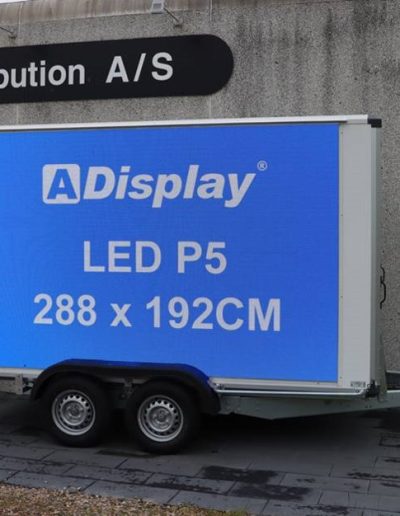 bution A/S
ADisplay®
LED P5
288 x 192CM